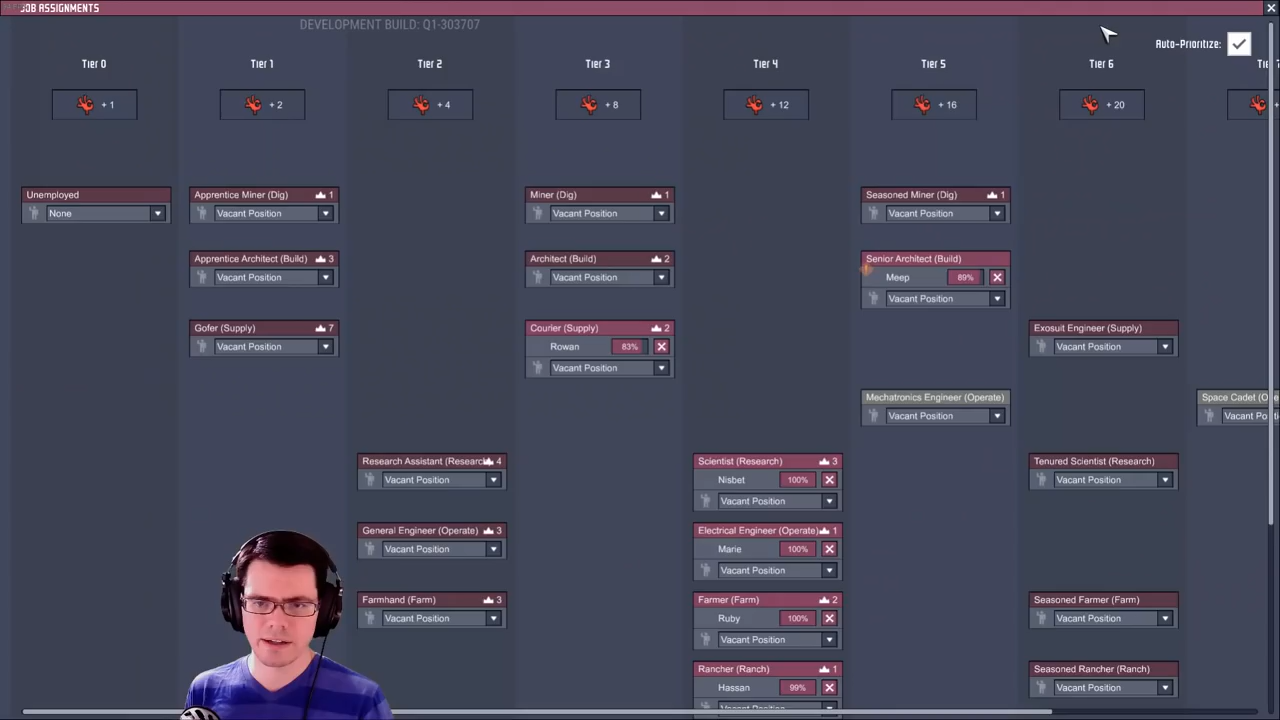 JOB ASSIGNMENTS
DEVELOPMENT BUILD: Q1-303707
Auto-Prioritize:
Tier 0
Tier 1
Tier 2
Tier 3
Tier 4
Tier 5
Tier 6
+ 1
+ 2
+ 4
+ 8
+ 12
+ 16
+ 20
Unemployed
None
Apprentice Miner (Dig) 1
Vacant Position
Miner (Dig) 1
Vacant Position
Seasoned Miner (Dig) 1
Vacant Position
Apprentice Architect (Build) 3
Vacant Position
Architect (Build) 2
Vacant Position
Senior Architect (Build)
Meep 89%
Vacant Position
Gofer (Supply) 7
Vacant Position
Courier (Supply) 2
Rowan 83%
Vacant Position
Exosuit Engineer (Supply)
Vacant Position
Mechatronics Engineer (Operate)
Vacant Position
Space Cadet
Vacant
Research Assistant 4
Vacant Position
Scientist (Research) 3
Nisbet 100%
Vacant Position
Tenured Scientist (Research)
Vacant Position
General Engineer (Operate) 3
Vacant Position
Electrical Engineer (Operate) 1
Marie 100%
Vacant Position
Farmhand (Farm) 3
Vacant Position
Farmer (Farm) 2
Ruby 100%
Vacant Position
Seasoned Farmer (Farm)
Vacant Position
Rancher (Ranch) 1
Hassan 99%
Vacant Position
Seasoned Rancher (Ranch)
Vacant Position